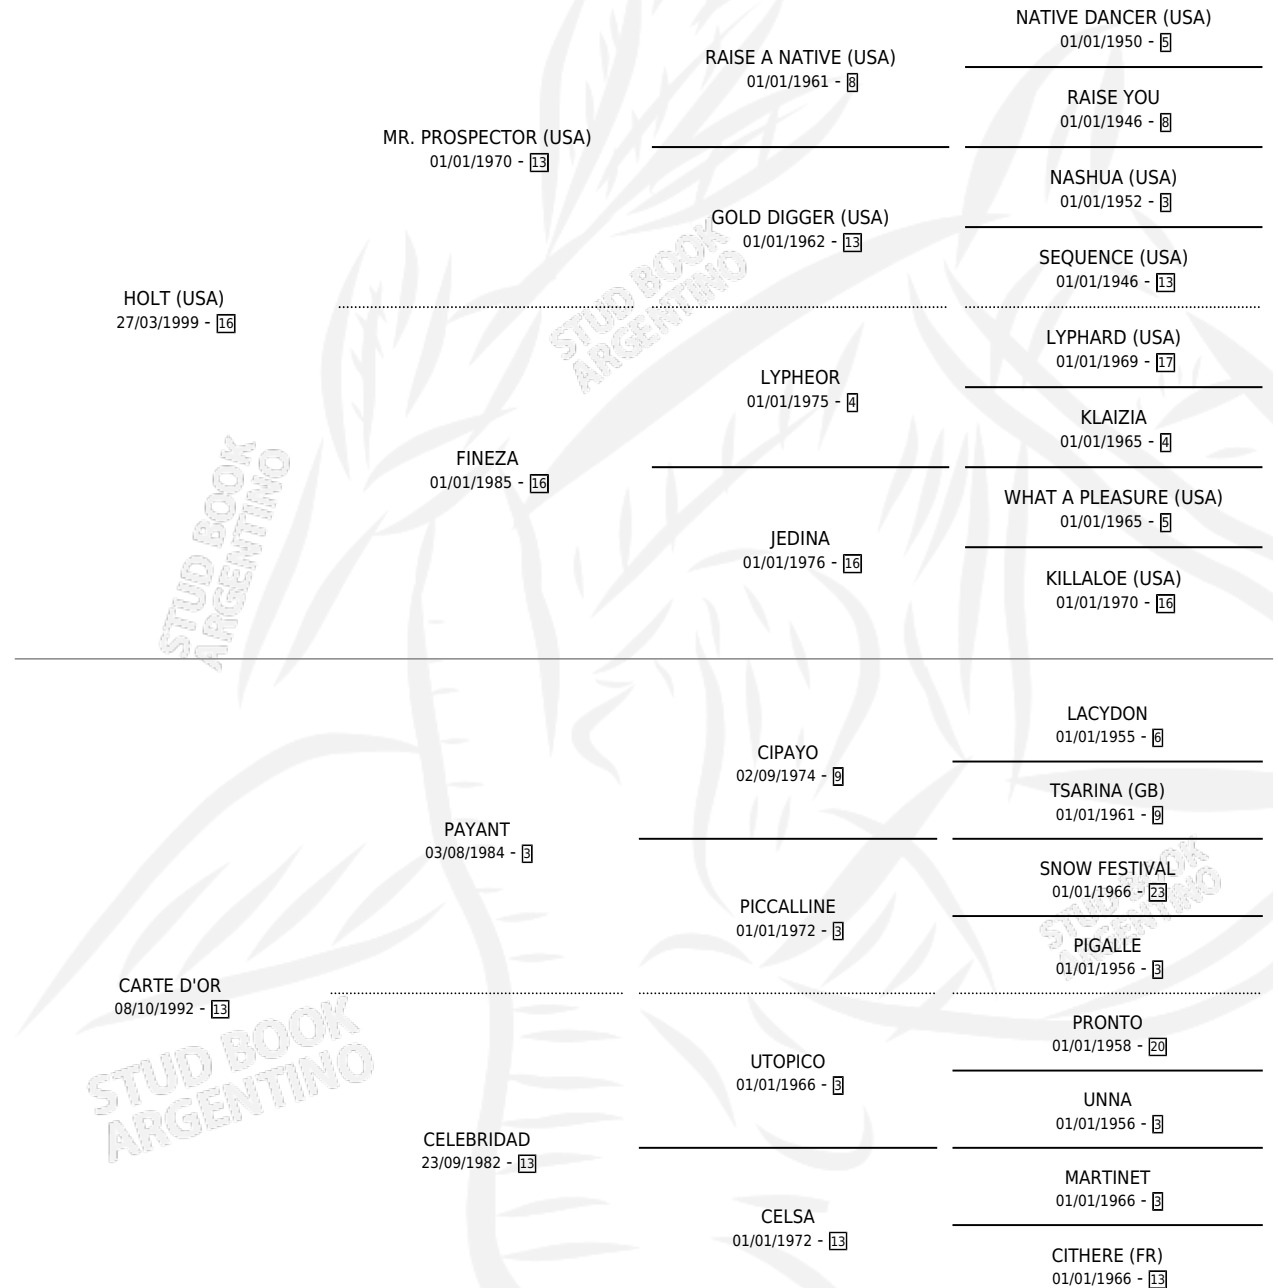 NATIVE DANCER (USA)
01/01/1950 - 5
RAISE A NATIVE (USA)
01/01/1961 - 8
RAISE YOU
01/01/1946 - 8
MR. PROSPECTOR (USA)
01/01/1970 - 13
NASHUA (USA)
01/01/1952 - 3
GOLD DIGGER (USA)
01/01/1962 - 13
SEQUENCE (USA)
01/01/1946 - 13
HOLT (USA)
27/03/1999 - 16
STUD BOOK
ARGENTINO
LYPHARD (USA)
01/01/1969 - 17
LYPHEOR
01/01/1975 - 4
KLAIZIA
01/01/1965 - 4
FINEZA
01/01/1985 - 16
WHAT A PLEASURE (USA)
01/01/1965 - 5
JEDINA
01/01/1976 - 16
KILLALOE (USA)
01/01/1970 - 16
STUD BOOK
ARGENTINO
LACYDON
01/01/1955 - 6
CIPAYO
02/09/1974 - 9
TSARINA (GB)
01/01/1961 - 9
PAYANT
03/08/1984 - 3
SNOW FESTIVAL
01/01/1966 - 23
PICCALLINE
01/01/1972 - 3
PIGALLE
01/01/1956 - 3
STUD BOOK
ARGENTINO
CARTE D'OR
08/10/1992 - 13
PRONTO
01/01/1958 - 20
UTOPICO
01/01/1966 - 3
UNNA
01/01/1956 - 3
STUD BOOK
ARGENTINO
CELEBRIDAD
23/09/1982 - 13
MARTINET
01/01/1966 - 3
CELSA
01/01/1972 - 13
CITHERE (FR)
01/01/1966 - 13